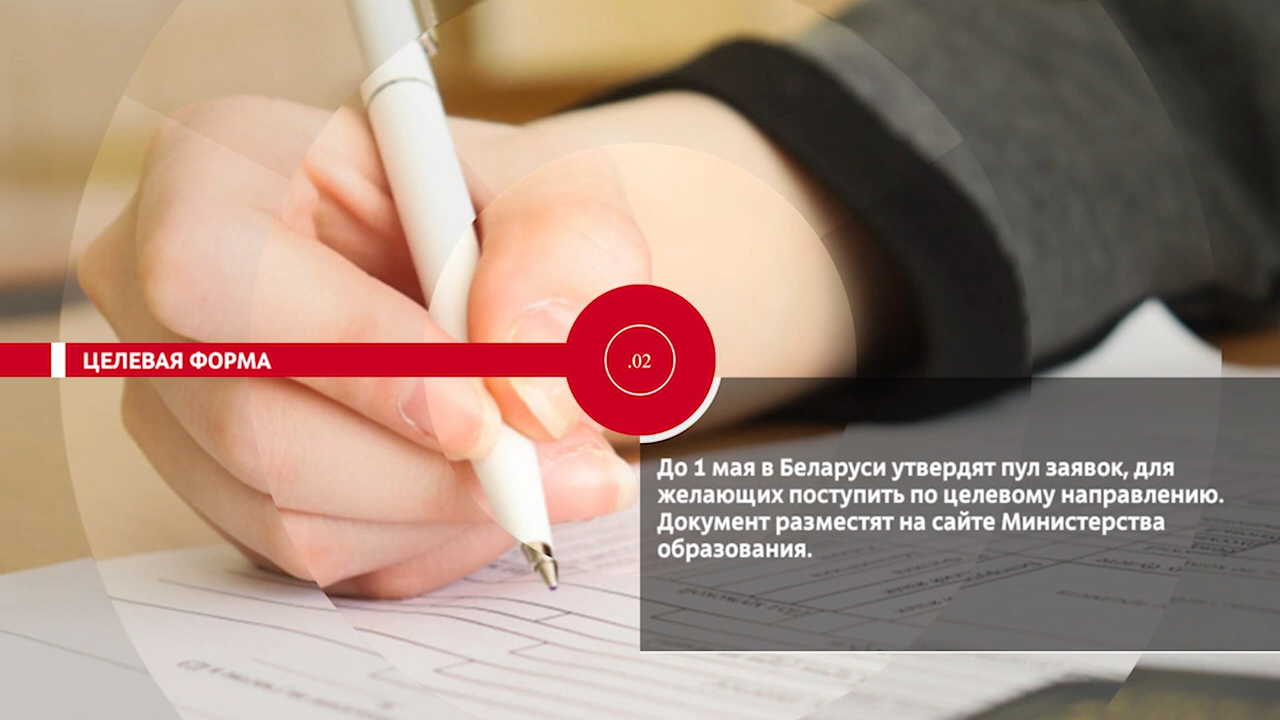 ЦЕЛЕВАЯ ФОРМА
.02
До 1 мая в Беларуси утвердят пул заявок, для
желающих поступить по целевому направлению.
Документ разместят на сайте Министерства
образования.